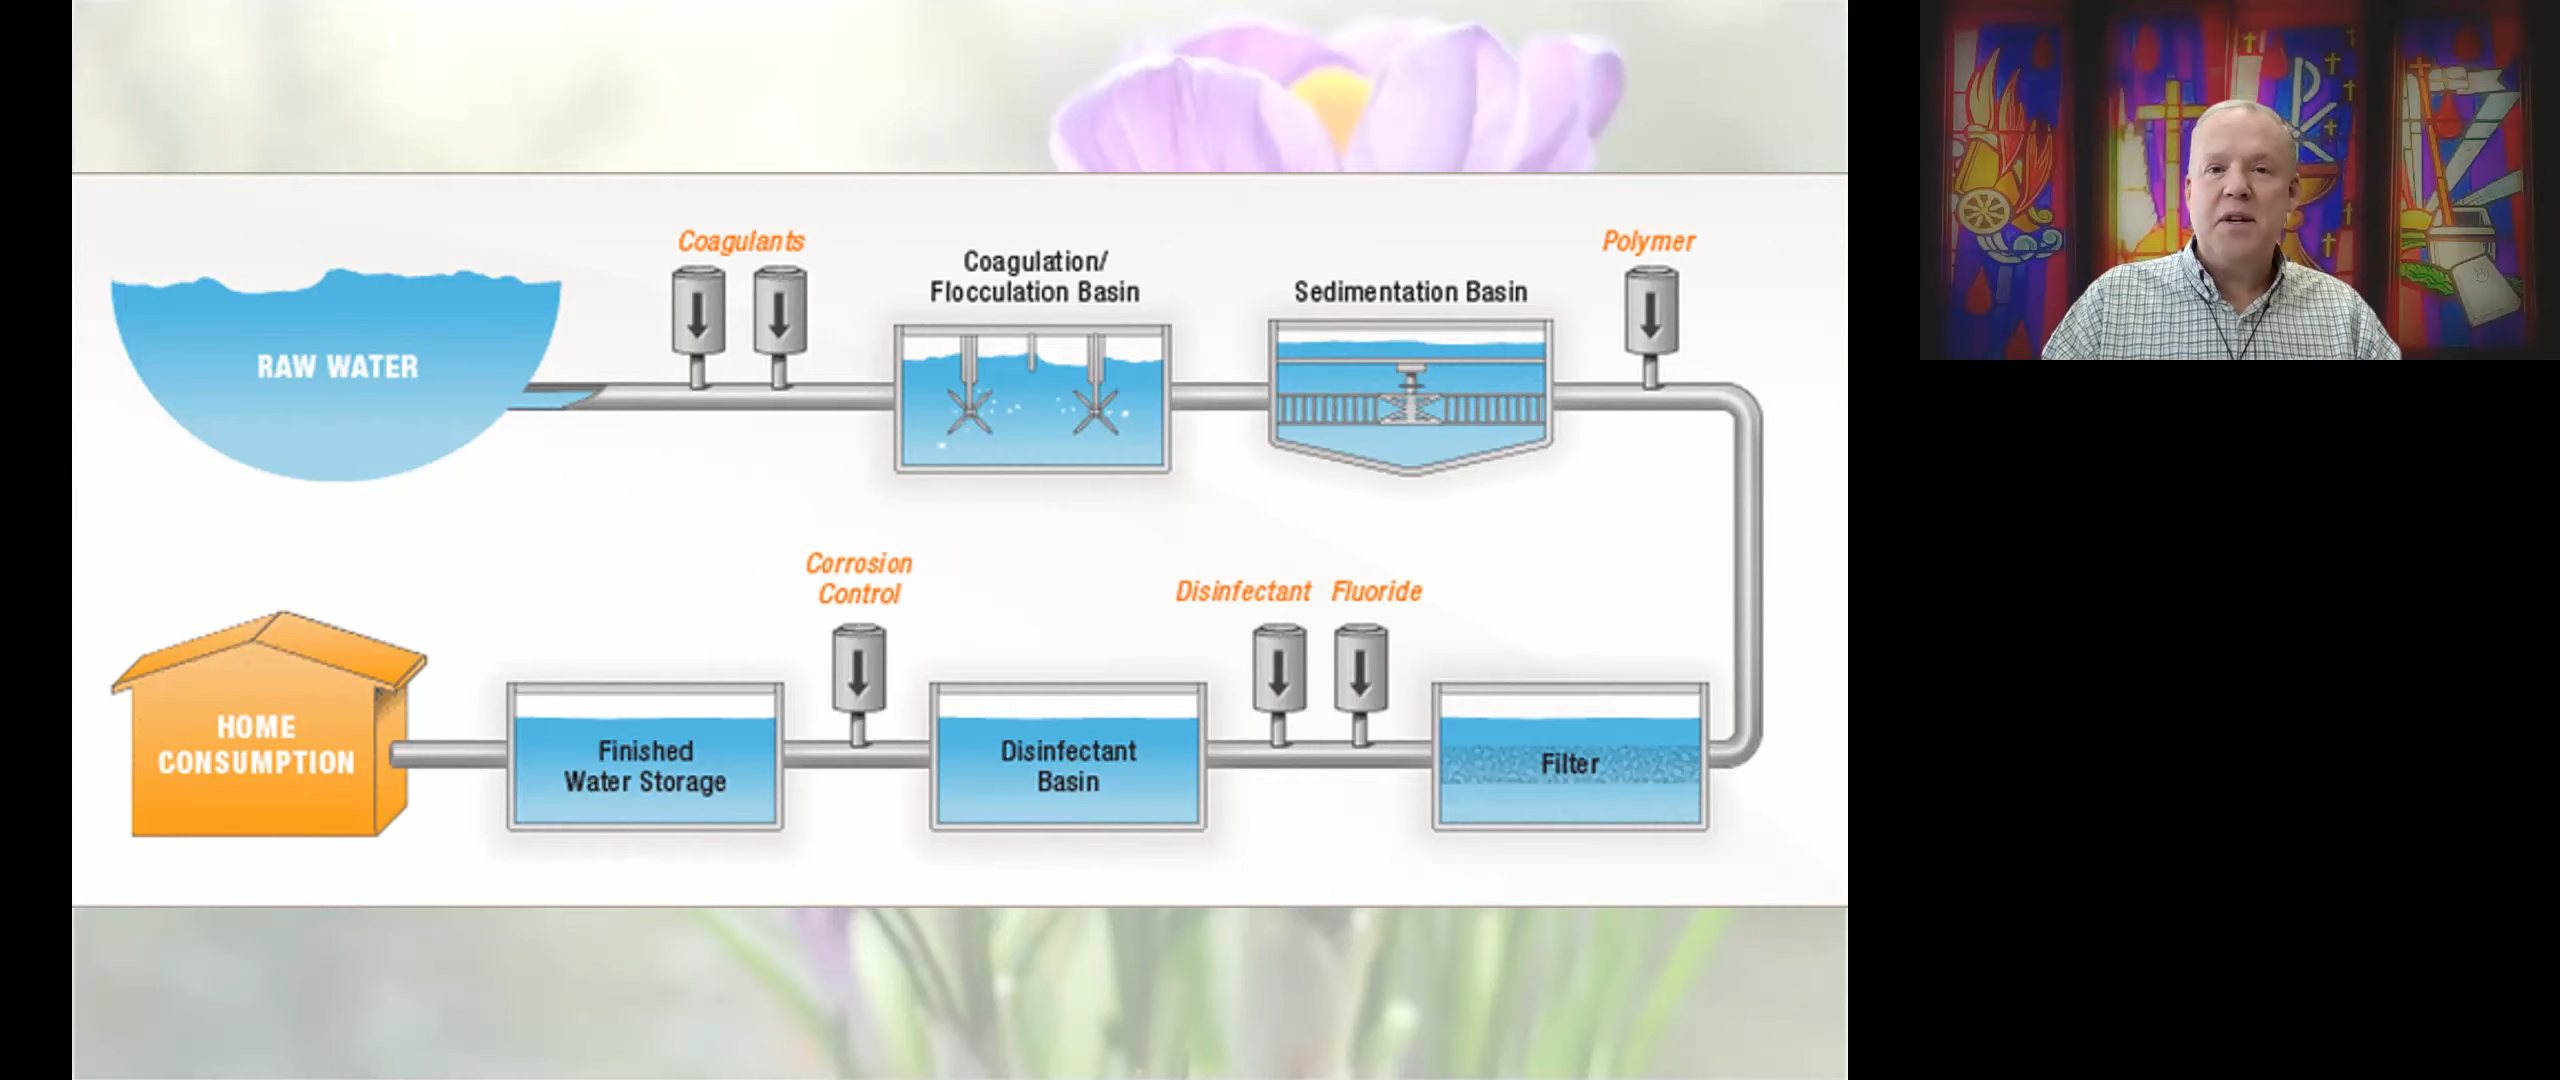 Coagulants
Coagulation/
Flocculation Basin
Sedimentation Basin
Polymer
RAW WATER
Corrosion
Control
Disinfectant
Fluoride
HOME
CONSUMPTION
Finished
Water Storage
Disinfectant
Basin
Filter